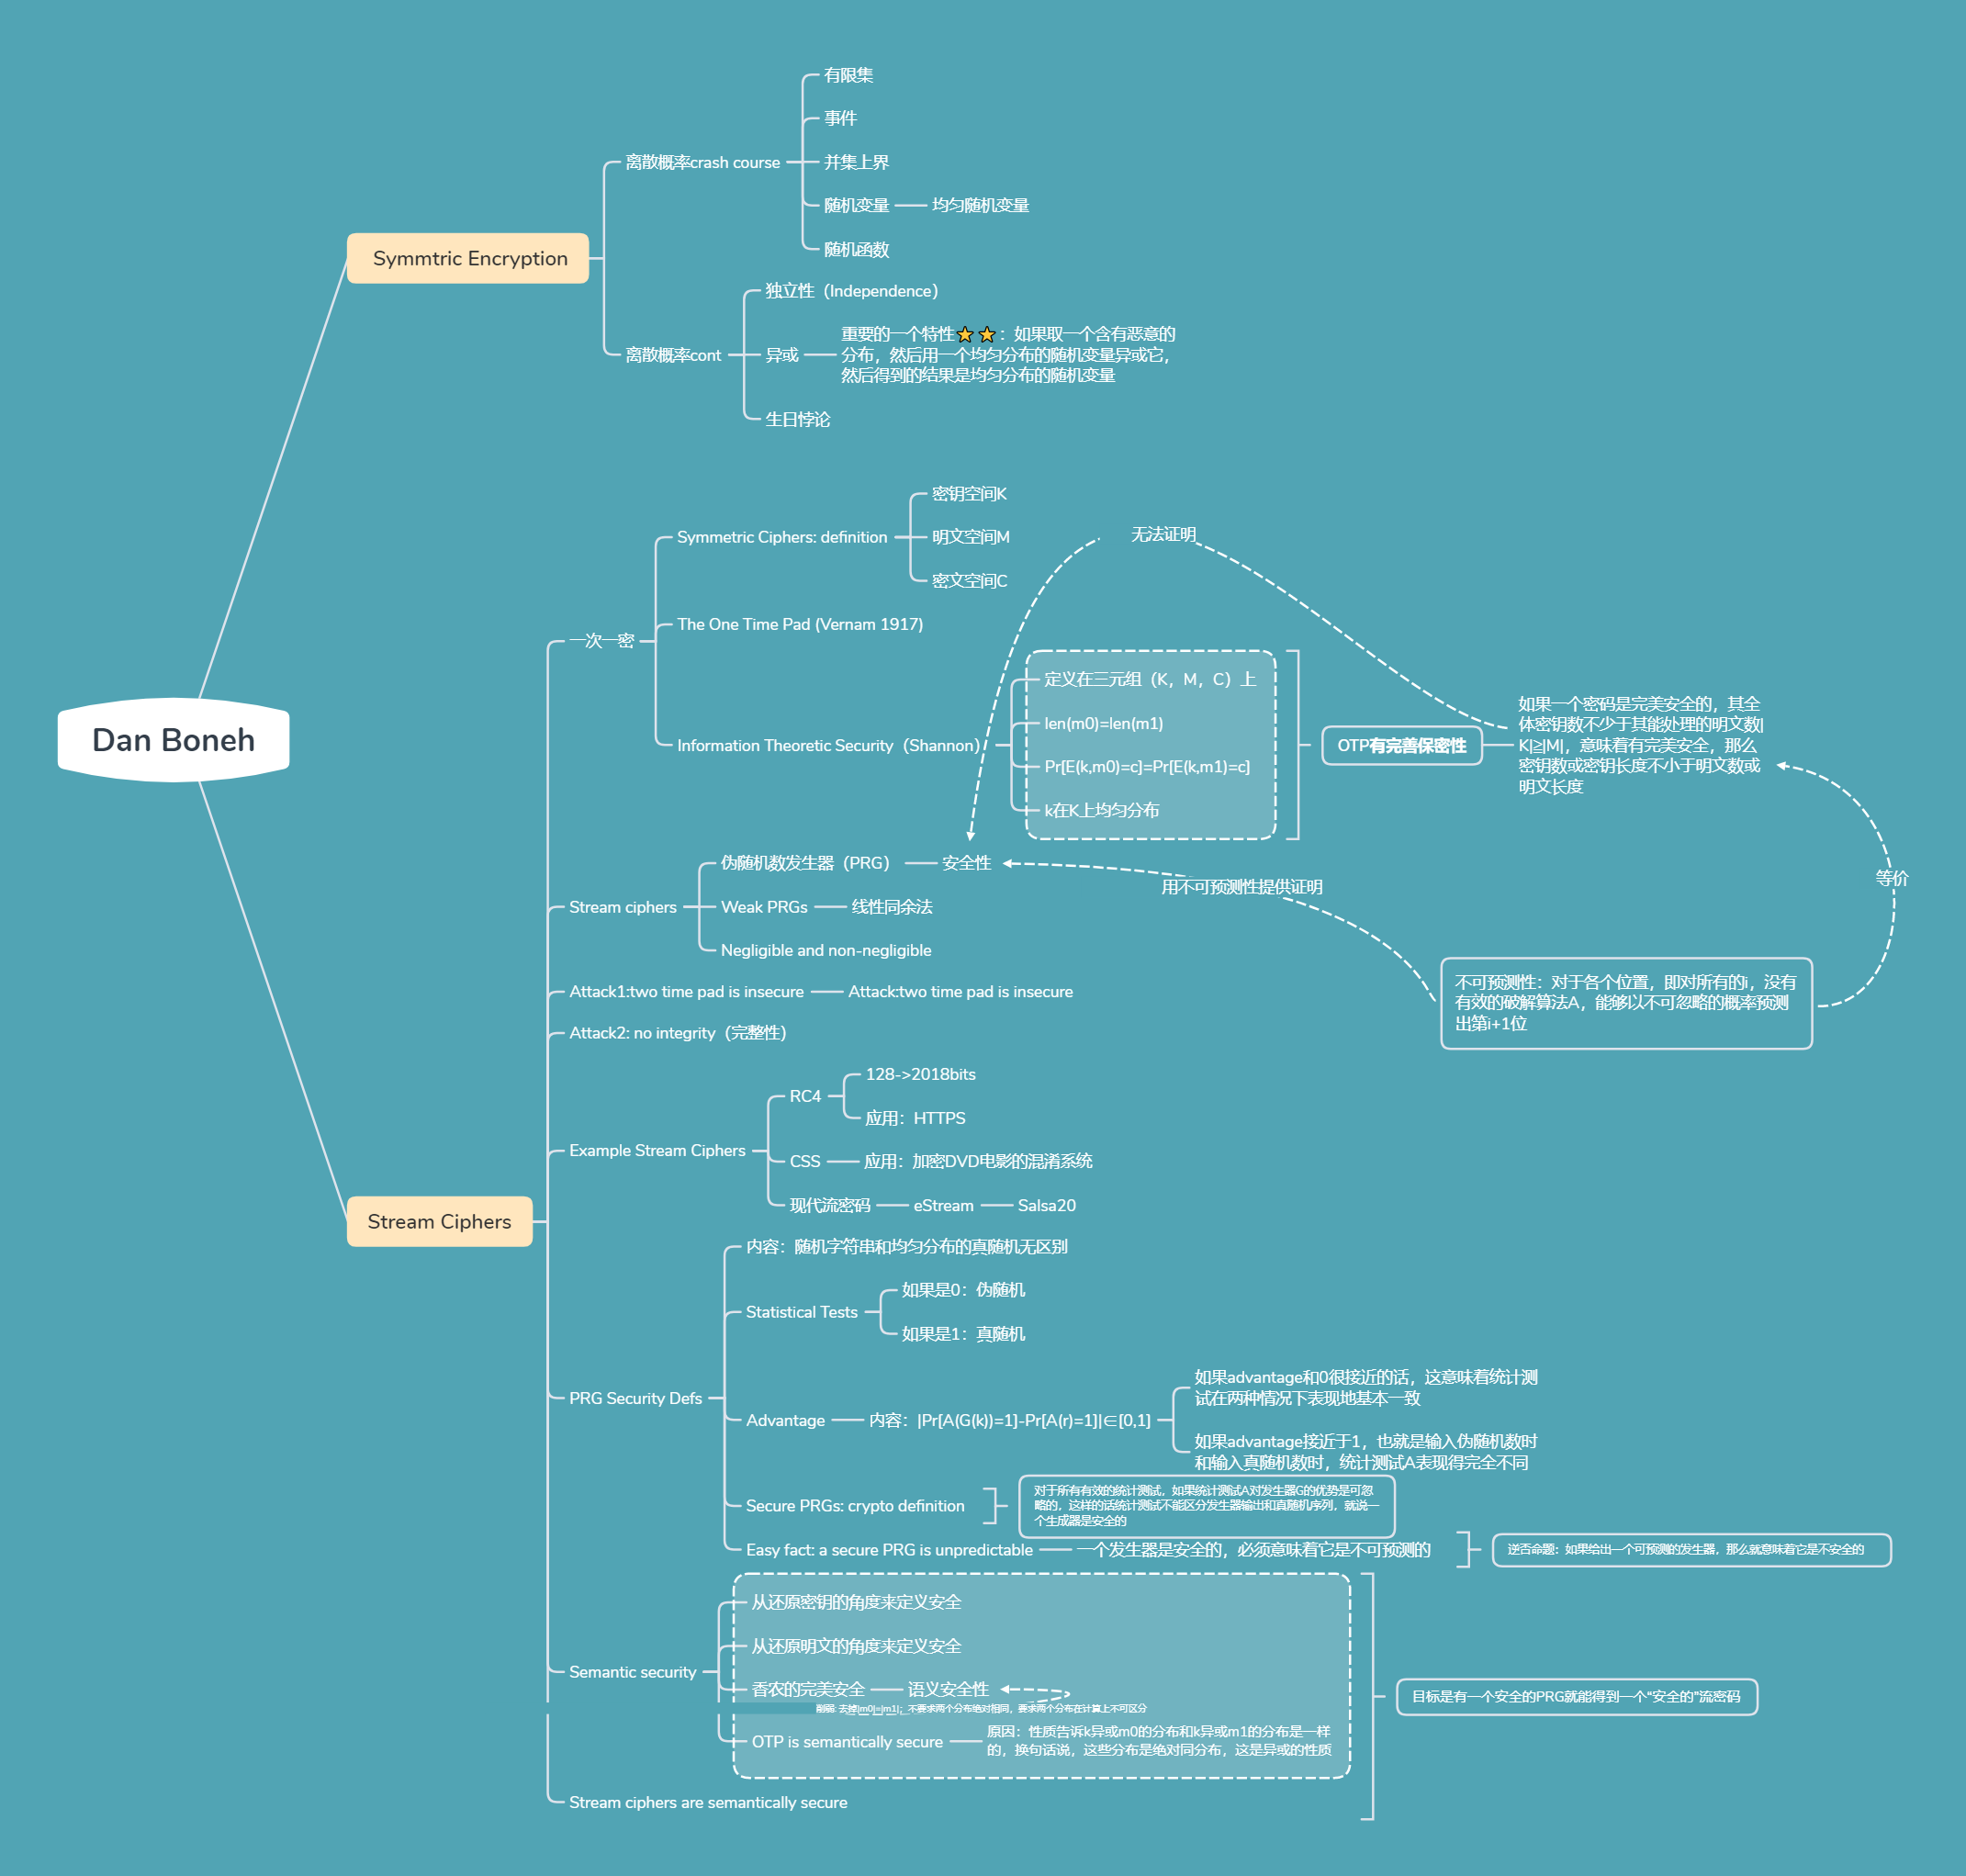 Dan Boneh
Symmtric Encryption
离散概率crash course
有限集
事件
并集上界
随机变量
均匀随机变量
随机函数
离散概率cont
独立性（Independence）
异或
重要的一个特性⭐⭐：如果取一个含有恶意的
分布，然后用一个均匀分布的随机变量异或它，
然后得到的结果是均匀分布的随机变量
生日悖论
Stream Ciphers
一次一密
Symmetric Ciphers: definition
密钥空间K
明文空间M
密文空间C
The One Time Pad (Vernam 1917)
Information Theoretic Security（Shannon）
定义在三元组（K，M，C）上
len(m0)=len(m1)
Pr[E(k,m0)=c]=Pr[E(k,m1)=c]
k在K上均匀分布
OTP有完善保密性
如果一个密码是完美安全的，其全
体密钥数不少于其能处理的明文数|
K|≥|M|，意味着有完美安全，那么
密钥数或密钥长度不小于明文数或
明文长度
无法证明
Stream ciphers
伪随机数发生器（PRG）
安全性
用不可预测性提供证明
等价
不可预测性：对于各个位置，即对所有的i，没有
有效的破解算法A，能够以不可忽略的概率预测
出第i+1位
Weak PRGs
线性同余法
Negligible and non-negligible
Attack1:two time pad is insecure
Attack:two time pad is insecure
Attack2: no integrity（完整性）
Example Stream Ciphers
RC4
128->2018bits
应用：HTTPS
CSS
应用：加密DVD电影的混淆系统
现代流密码
eStream
Salsa20
PRG Security Defs
内容：随机字符串和均匀分布的真随机无区别
Statistical Tests
如果是0：伪随机
如果是1：真随机
Advantage
内容：|Pr[A(G(k))=1]-Pr[A(r)=1]|∈[0,1]
如果advantage和0很接近的话，这意味着统计测
试在两种情况下表现地基本一致
如果advantage接近于1，也就是输入伪随机数时
和输入真随机数时，统计测试A表现得完全不同
Secure PRGs: crypto definition
对于所有有效的统计测试，如果统计测试A对发生器G的优势是可忽
略的，这样的话统计测试不能区分发生器输出和真随机序列，就说一
个生成器是安全的
Easy fact: a secure PRG is unpredictable
一个发生器是安全的，必须意味着它是不可预测的
逆否命题：如果给出一个可预测的发生器，那么就意味着它是不安全的
Semantic security
从还原密钥的角度来定义安全
从还原明文的角度来定义安全
香农的完美安全
语义安全性
削弱: 去掉|m0|=|m1|；不要求两个分布绝对相同，要求两个分布在计算上不可区分
OTP is semantically secure
原因：性质告诉k异或m0的分布和k异或m1的分布是一样
的，换句话说，这些分布是绝对同分布，这是异或的性质
目标是有一个安全的PRG就能得到一个“安全的”流密码
Stream ciphers are semantically secure